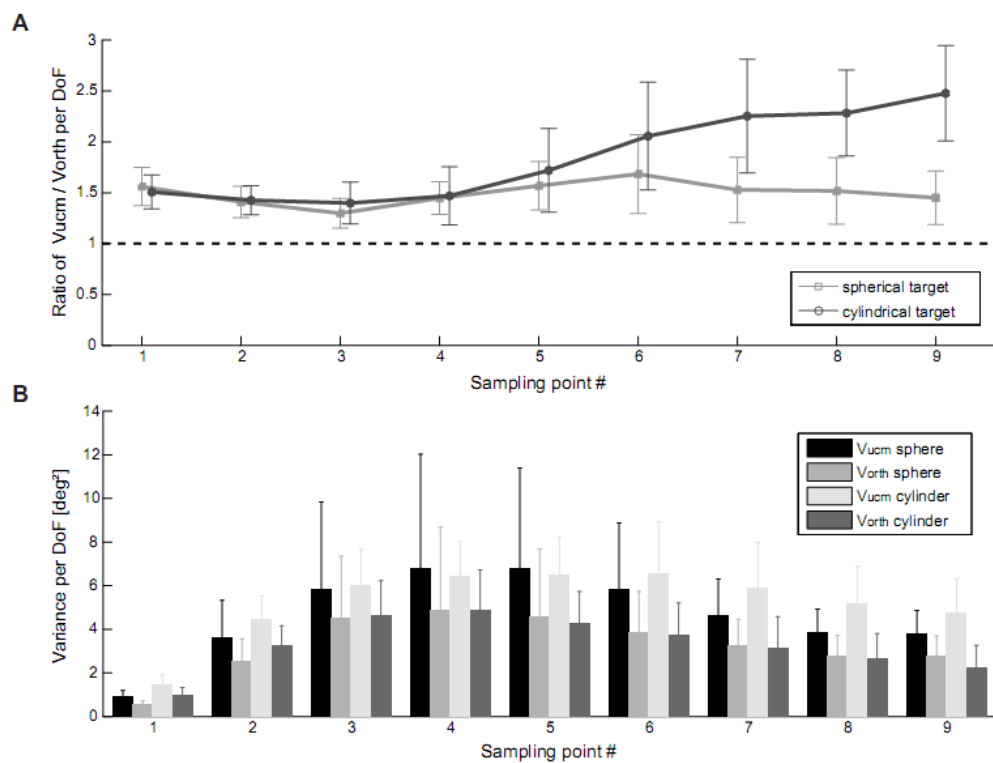 A
Ratio of Vucm / Vorth per DoF
3
2.5
2
1.5
1
0.5
0
spherical target
cylindrical target
1 2 3 4 5 6 7 8 9
Sampling point #
B
Variance per DoF [deg²]
14
12
10
8
6
4
2
0
Vucm sphere
Vorth sphere
Vucm cylinder
Vorth cylinder
1 2 3 4 5 6 7 8 9
Sampling point #